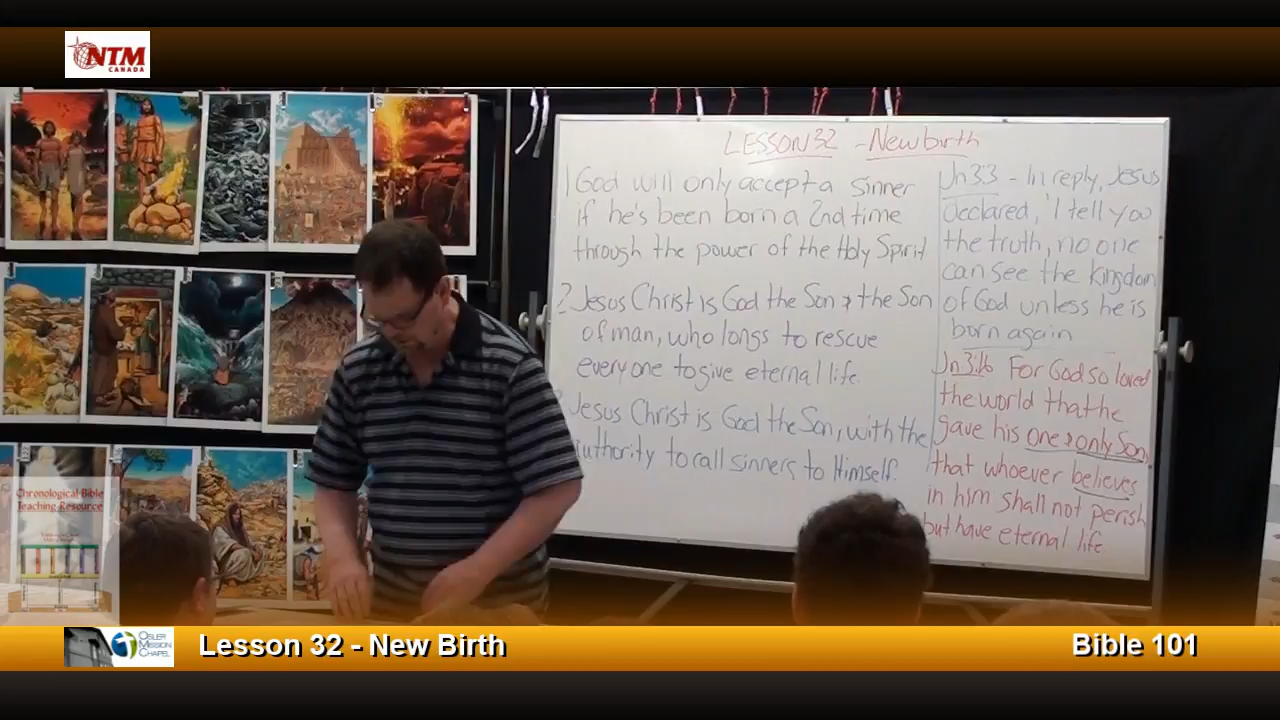 NTM
CANADA
LESSON 32 - New birth
1 God will only accept a sinner
if he's been born a 2nd time
through the power of the Holy Spirit
2 Jesus Christ is God the Son & the Son
of man, who longs to rescue
everyone to give eternal life.
Jesus Christ is God the Son, with the
authority to call sinners to Himself.
Jn 3:3 - In reply, Jesus
declared, 'I tell you
the truth, no one
can see the kingdom
of God unless he is
born again
Jn 3:16 For God so loved
the world that he
gave his one & only Son,
that whoever believes
in him shall not perish
but have eternal life.
Chronological Bible
Teaching Resource
OSLER
MISSION
CHAPEL
Lesson 32 - New Birth
Bible 101